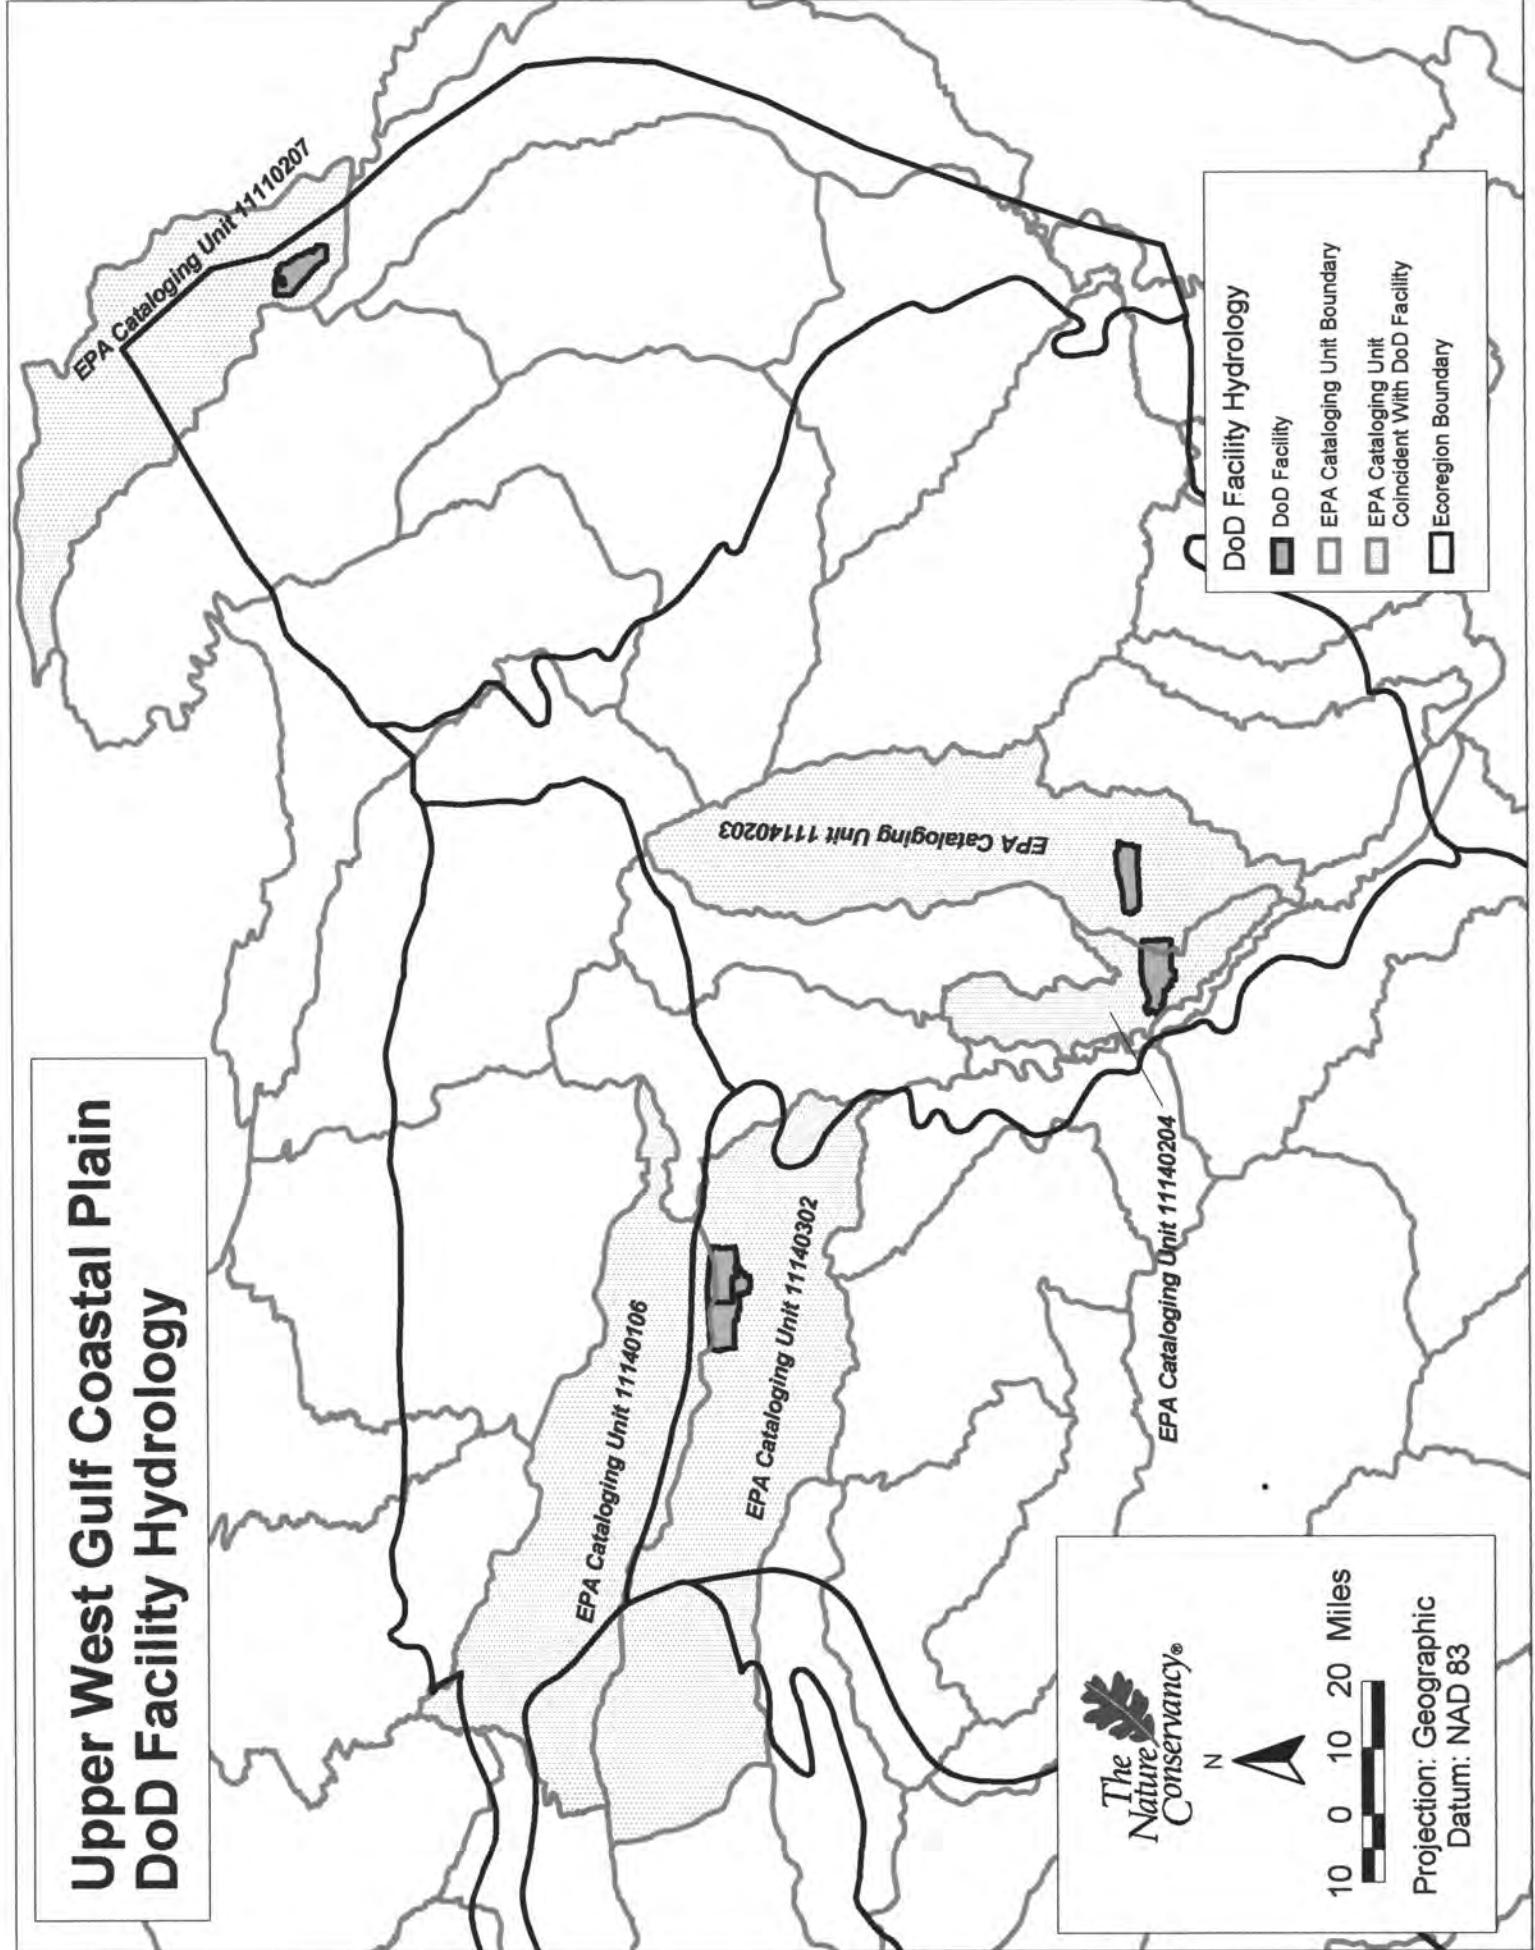 Upper West Gulf Coastal Plain
DoD Facility Hydrology
EPA Cataloging Unit 11110207
EPA Cataloging Unit 11140106
EPA Cataloging Unit 11140302
EPA Cataloging Unit 11140203
EPA Cataloging Unit 11140204
The
Nature
Conservancy®
N
10 0 10 20 Miles
Projection: Geographic
Datum: NAD 83
DoD Facility Hydrology
DoD Facility
EPA Cataloging Unit Boundary
EPA Cataloging Unit
Coincident With DoD Facility
Ecoregion Boundary